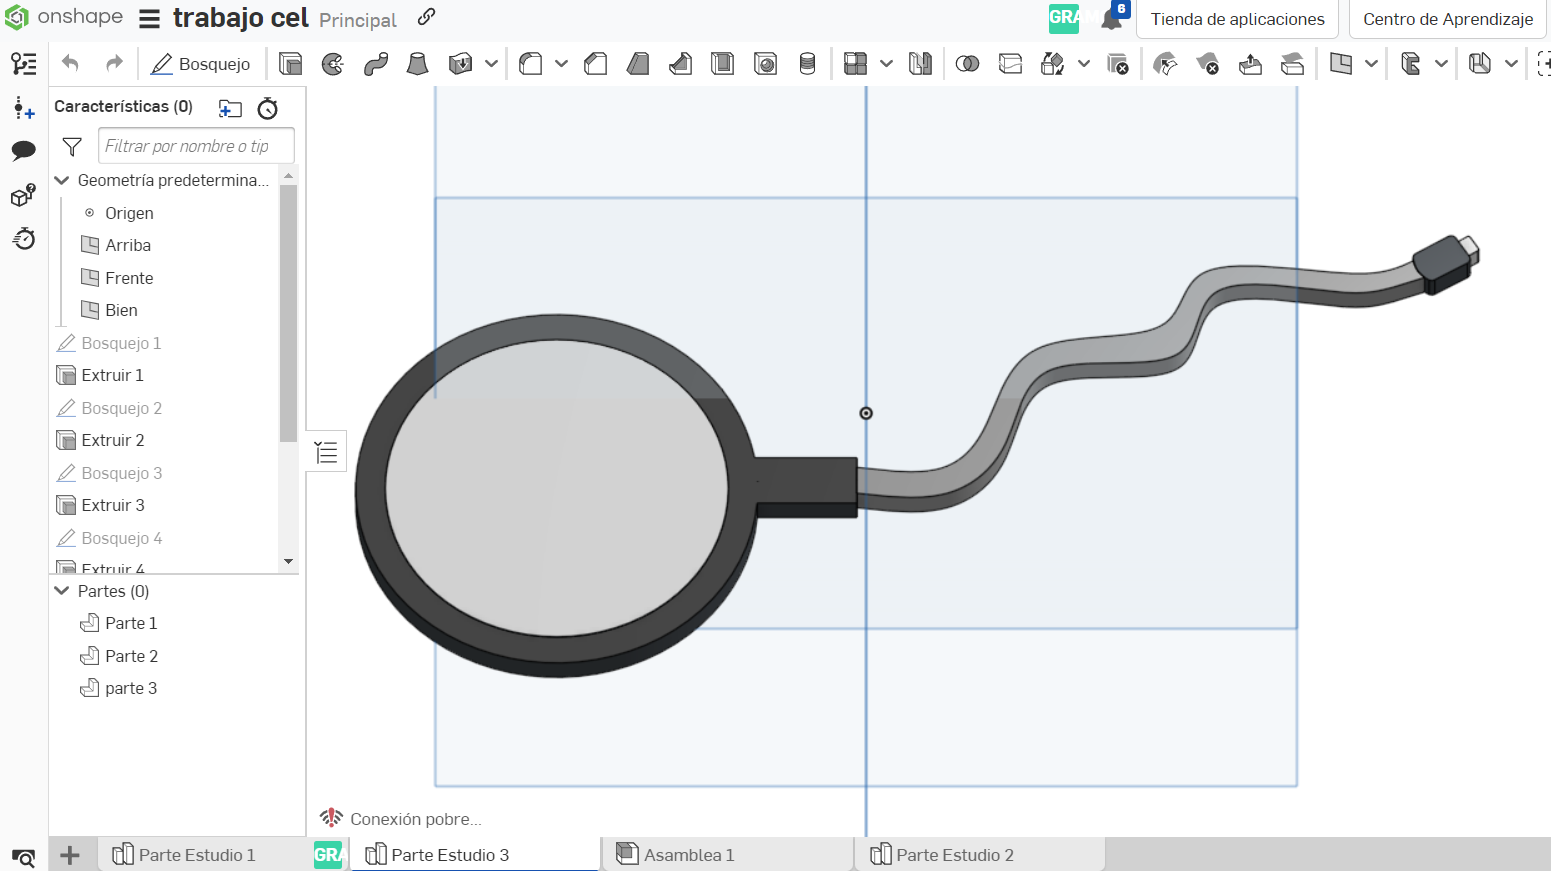 onshape trabajo cel Principal GRA 6 Tienda de aplicaciones Centro de Aprendizaje
Bosquejo
Características (0)
Filtrar por nombre o tip
Geometría predetermina...
Origen
Arriba
Frente
Bien
Bosquejo 1
Extruir 1
Bosquejo 2
Extruir 2
Bosquejo 3
Extruir 3
Bosquejo 4
Extruir 4
Partes (0)
Parte 1
Parte 2
parte 3
Conexión pobre...
Parte Estudio 1 GRA Parte Estudio 3 Asamblea 1 Parte Estudio 2